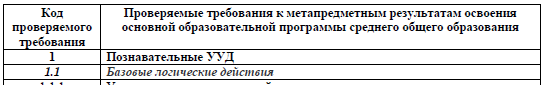 Код проверяемого требования
Проверяемые требования к метапредметным результатам освоения
основной образовательной программы среднего общего образования
1 Познавательные УУД
1.1 Базовые логические действия